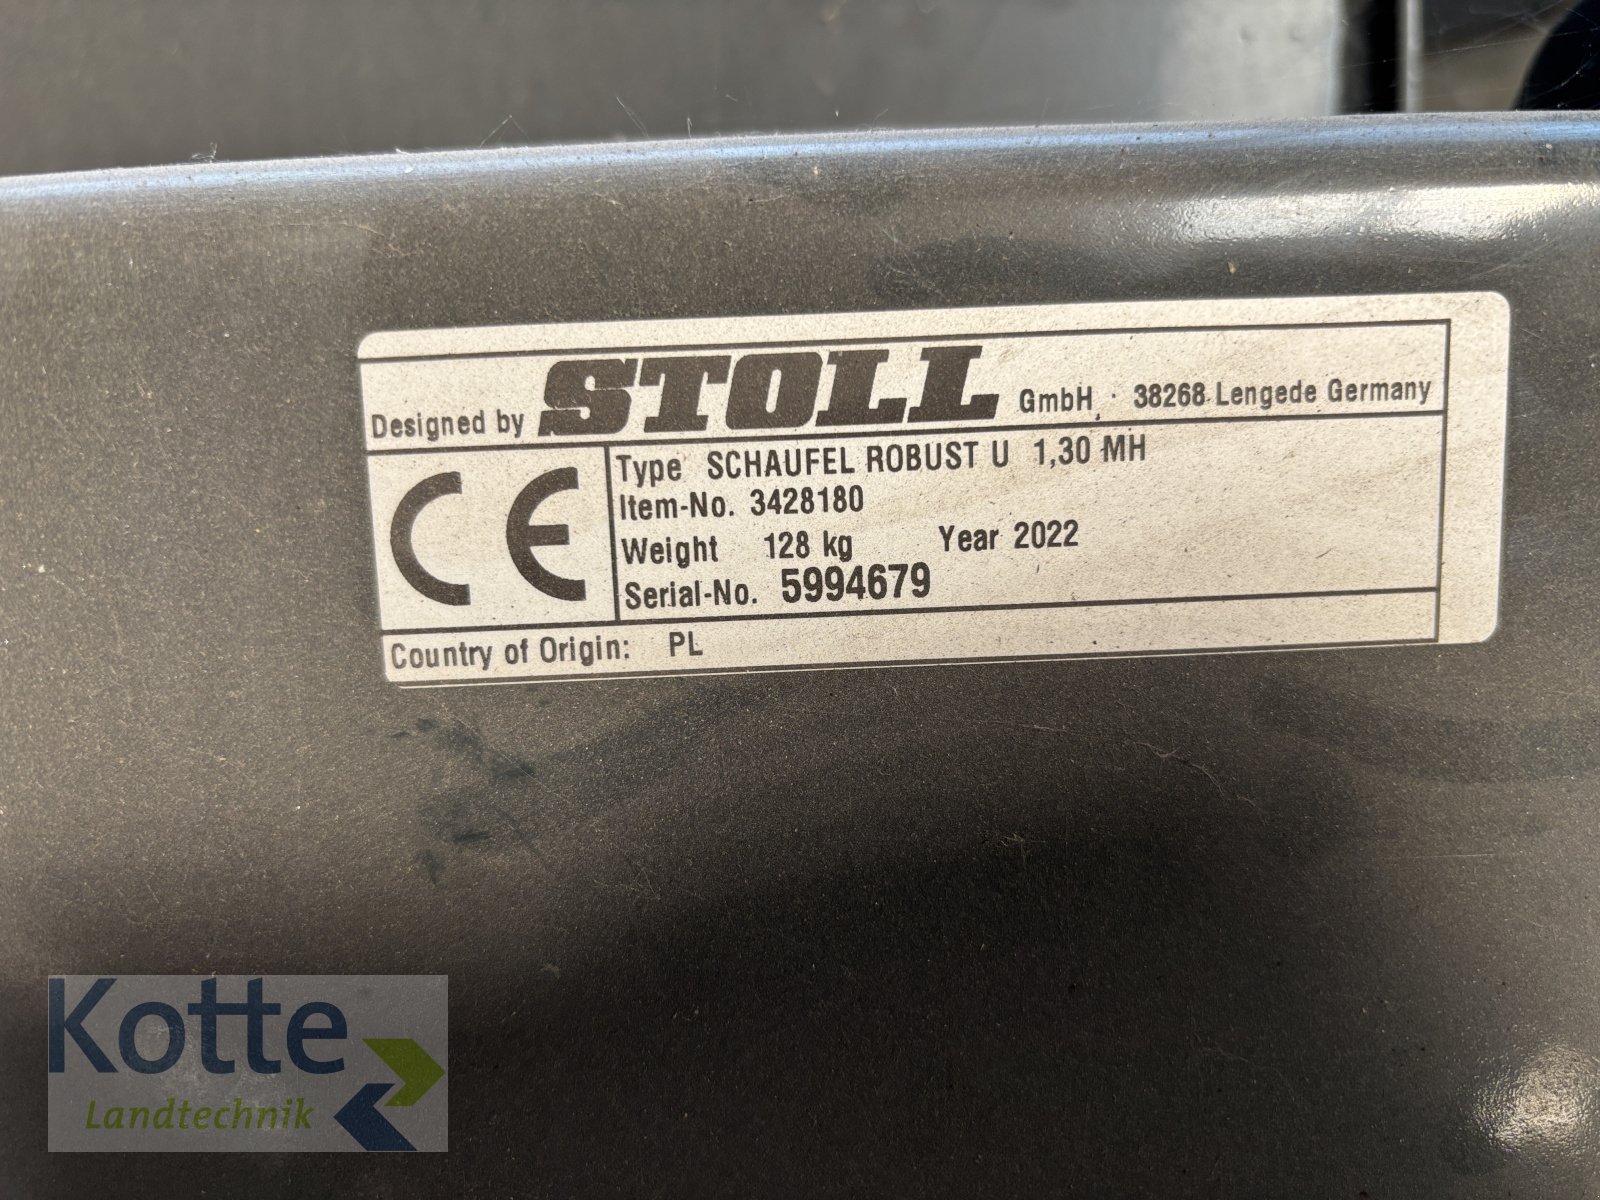 Designed by STOLL GmbH · 38268 Lengede Germany
CE
Type SCHAUFEL ROBUST U 1,30 MH
Item-No. 3428180
Weight 128 kg Year 2022
Serial-No. 5994679
Country of Origin: PL
Kotte
Landtechnik